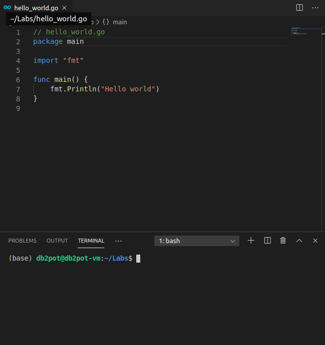 hello_world.go
~/Labs/hello_world.go
o > {} main
1 // hello_world.go
2 package main
3
4 import "fmt"
5
6 func main() {
7 fmt.Println("Hello world")
8 }
9
PROBLEMS OUTPUT TERMINAL ... 1: bash
(base) db2pot@db2pot-vm:~/Labs$